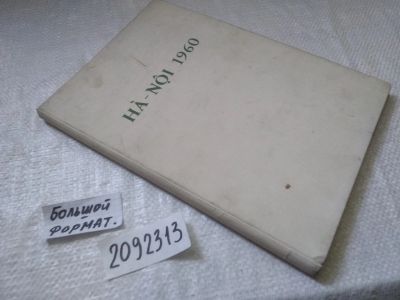 HÀ-NỘI 1960
Большой
формат.
2092313